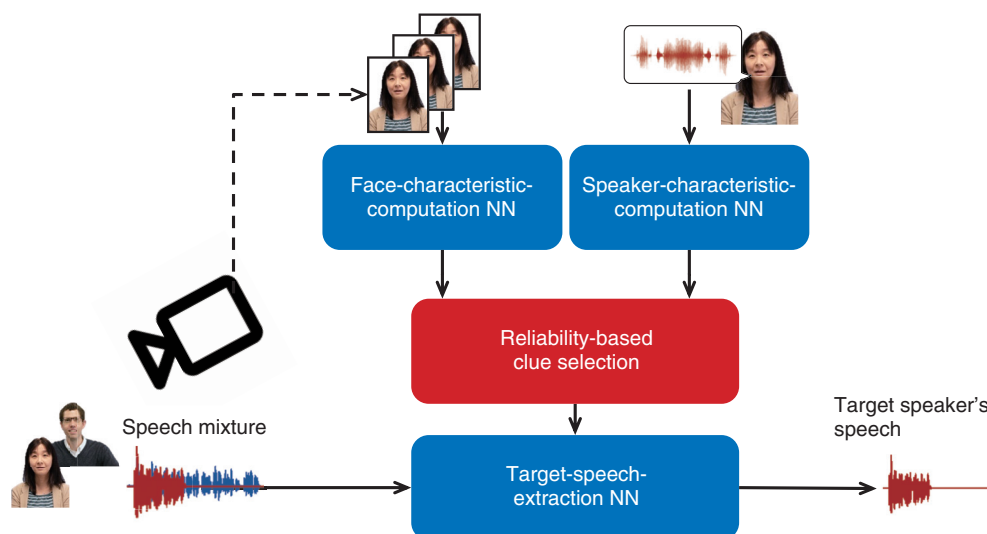 Face-characteristic-
computation NN
Speaker-characteristic-
computation NN
Reliability-based
clue selection
Speech mixture
Target speaker's
speech
Target-speech-
extraction NN